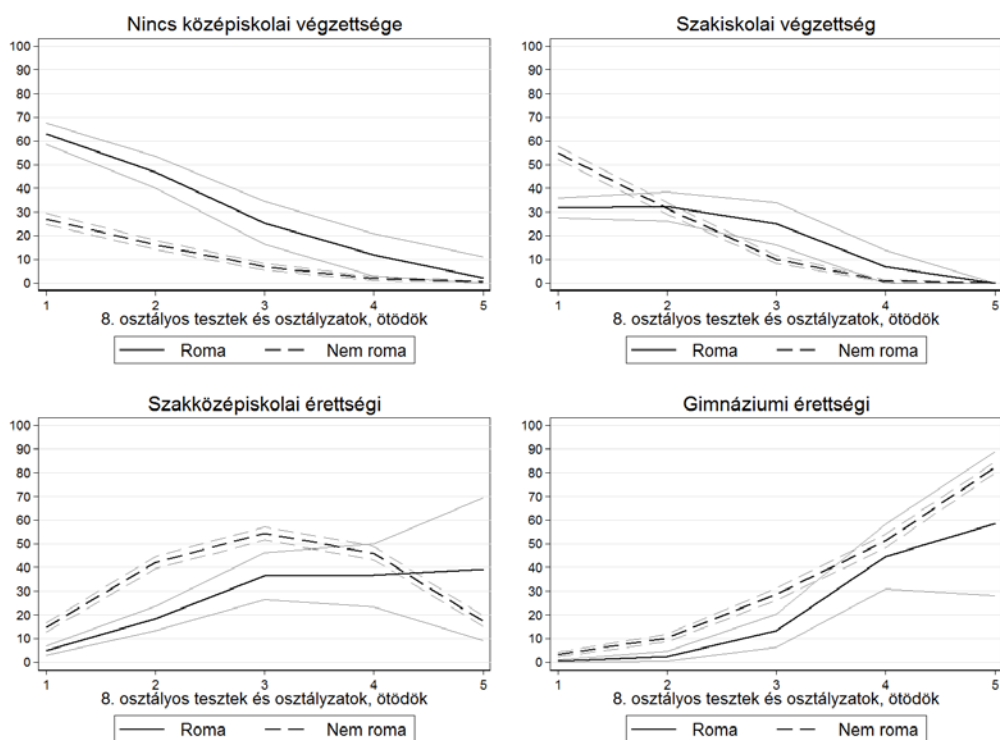 Nincs középiskolai végzettsége
100
90
80
70
60
50
40
30
20
10
0
1 2 3 4 5
8. osztályos tesztek és osztályzatok, ötödök
Roma Nem roma
Szakiskolai végzettség
100
90
80
70
60
50
40
30
20
10
0
1 2 3 4 5
8. osztályos tesztek és osztályzatok, ötödök
Roma Nem roma
Szakközépiskolai érettségi
100
90
80
70
60
50
40
30
20
10
0
1 2 3 4 5
8. osztályos tesztek és osztályzatok, ötödök
Roma Nem roma
Gimnáziumi érettségi
100
90
80
70
60
50
40
30
20
10
0
1 2 3 4 5
8. osztályos tesztek és osztályzatok, ötödök
Roma Nem roma